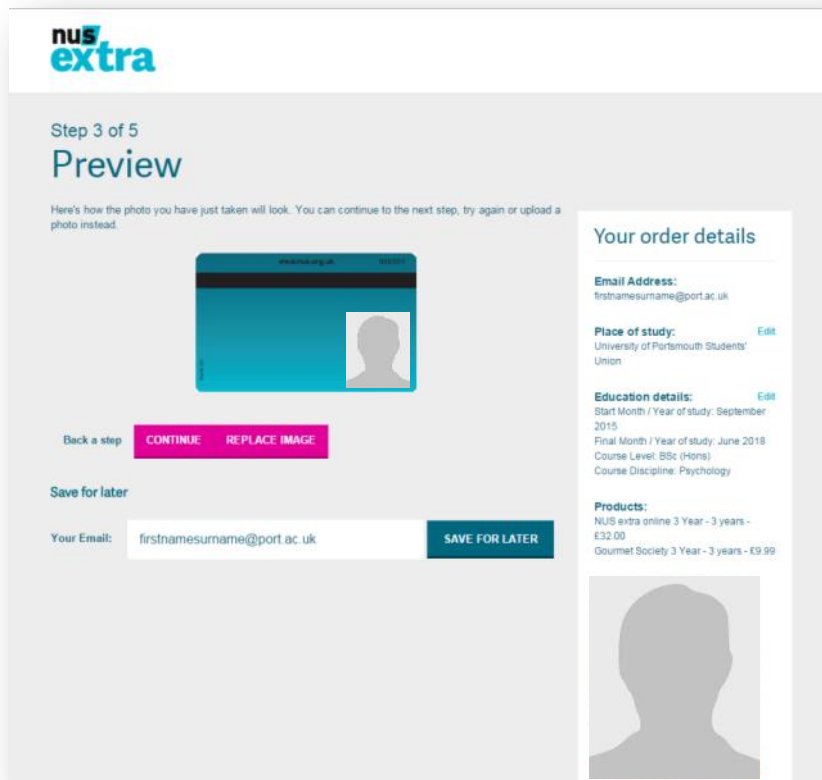 nus
extra
Step 3 of 5
Preview
Here's how the photo you have just taken will look. You can continue to the next step, try again or upload a
photo instead.
www.nus.org.uk
Back a step
CONTINUE
REPLACE IMAGE
Save for later
Your Email:
firstnamesurname@port.ac.uk
SAVE FOR LATER
Your order details
Email Address:
firstnamesurname@port.ac.uk
Place of study:
Edit
University of Portsmouth Students'
Union
Education details:
Edit
Start Month / Year of study: September
2015
Final Month / Year of study: June 2018
Course Level: BSc (Hons)
Course Discipline: Psychology
Products:
NUS extra online 3 Year - 3 years -
£32.00
Gourmet Society 3 Year - 3 years - £9.99